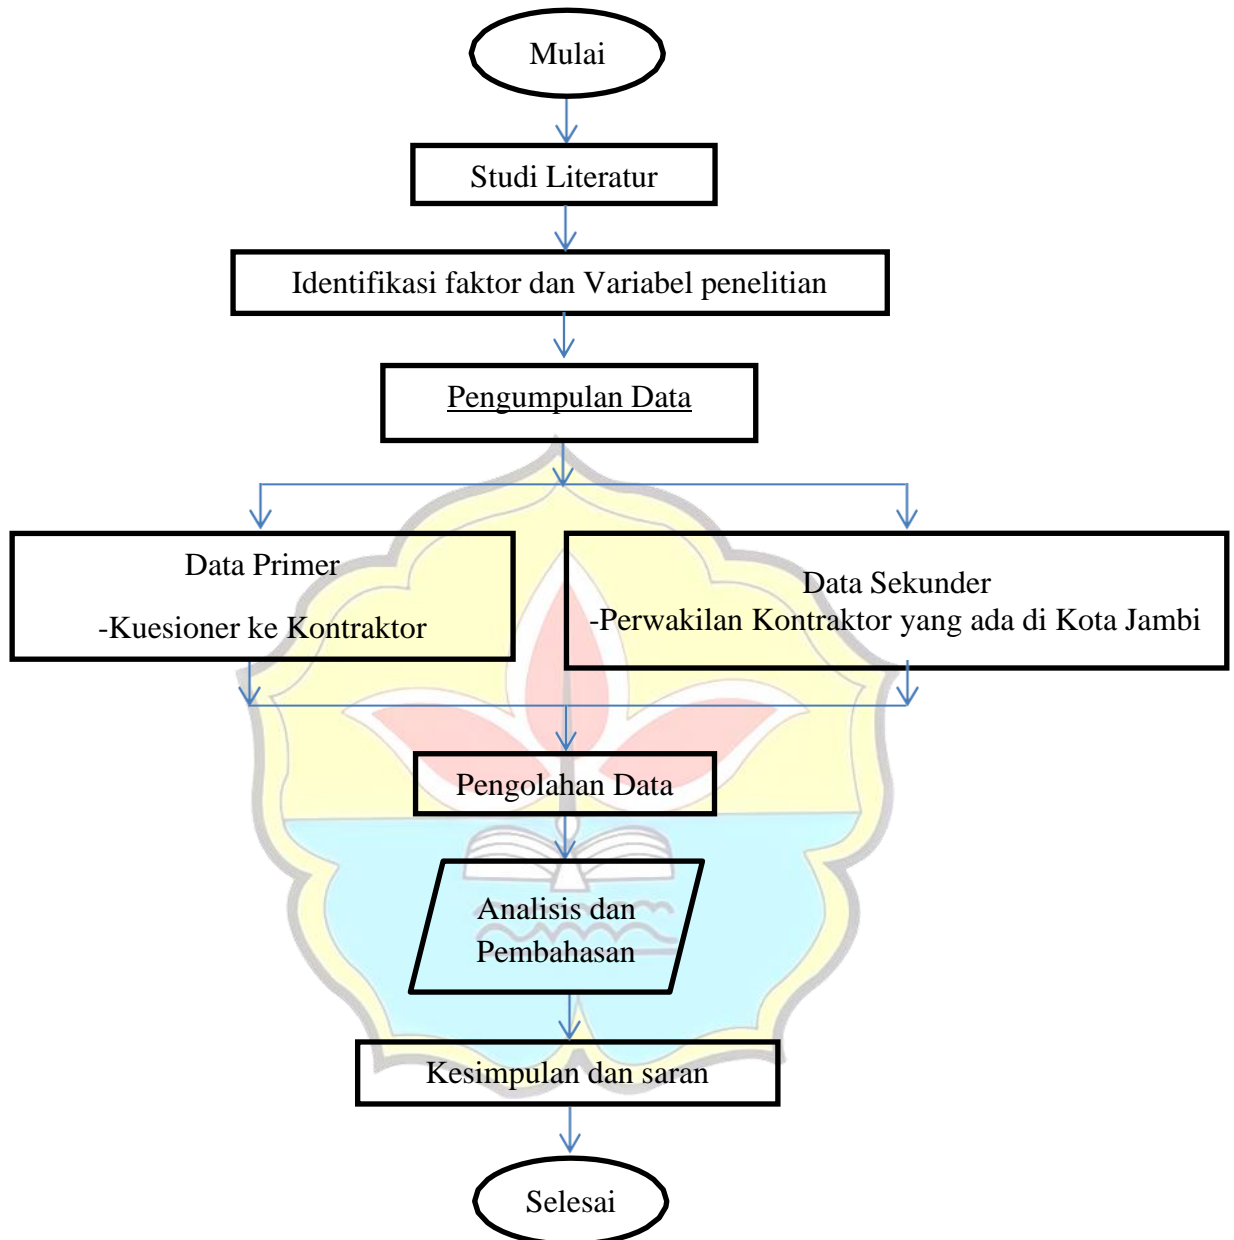 Mulai
Studi Literatur
Identifikasi faktor dan Variabel penelitian
Pengumpulan Data
Data Primer
-Kuesioner ke Kontraktor
Data Sekunder
-Perwakilan Kontraktor yang ada di Kota Jambi
Pengolahan Data
Analisis dan
Pembahasan
Kesimpulan dan saran
Selesai